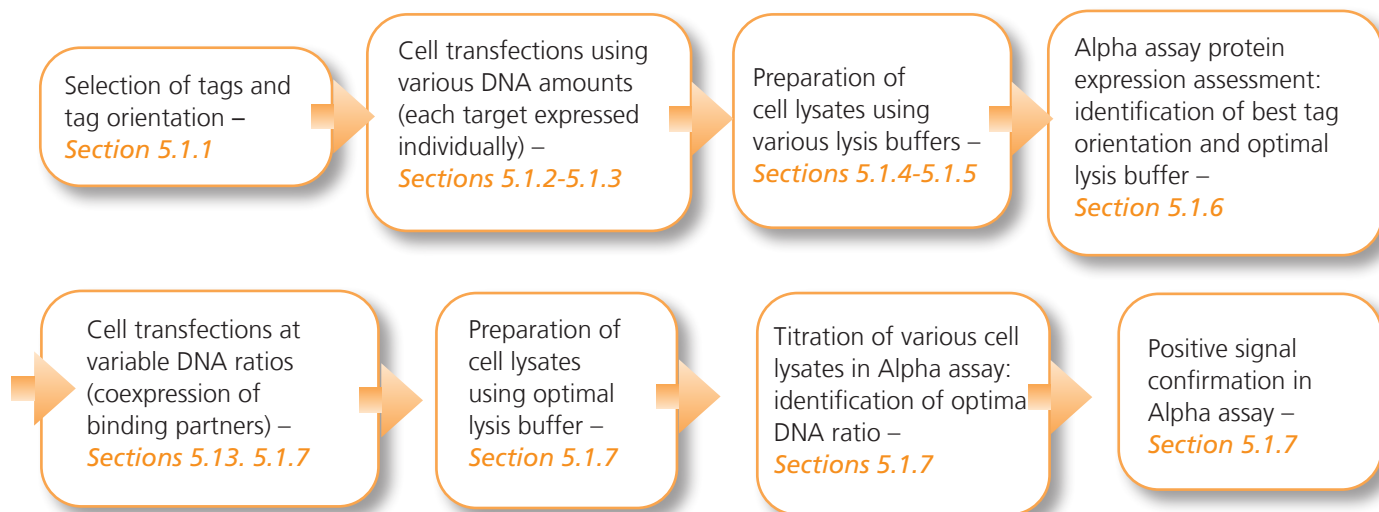 Selection of tags and
tag orientation –
Section 5.1.1
Cell transfections using
various DNA amounts
(each target expressed
individually) –
Sections 5.1.2-5.1.3
Preparation of
cell lysates using
various lysis buffers –
Sections 5.1.4-5.1.5
Alpha assay protein
expression assessment:
identification of best tag
orientation and optimal
lysis buffer –
Section 5.1.6
Cell transfections at
variable DNA ratios
(coexpression of
binding partners) –
Sections 5.13. 5.1.7
Preparation of
cell lysates
using optimal
lysis buffer –
Section 5.1.7
Titration of various cell
lysates in Alpha assay:
identification of optima
DNA ratio –
Sections 5.1.7
Positive signal
confirmation in
Alpha assay –
Section 5.1.7